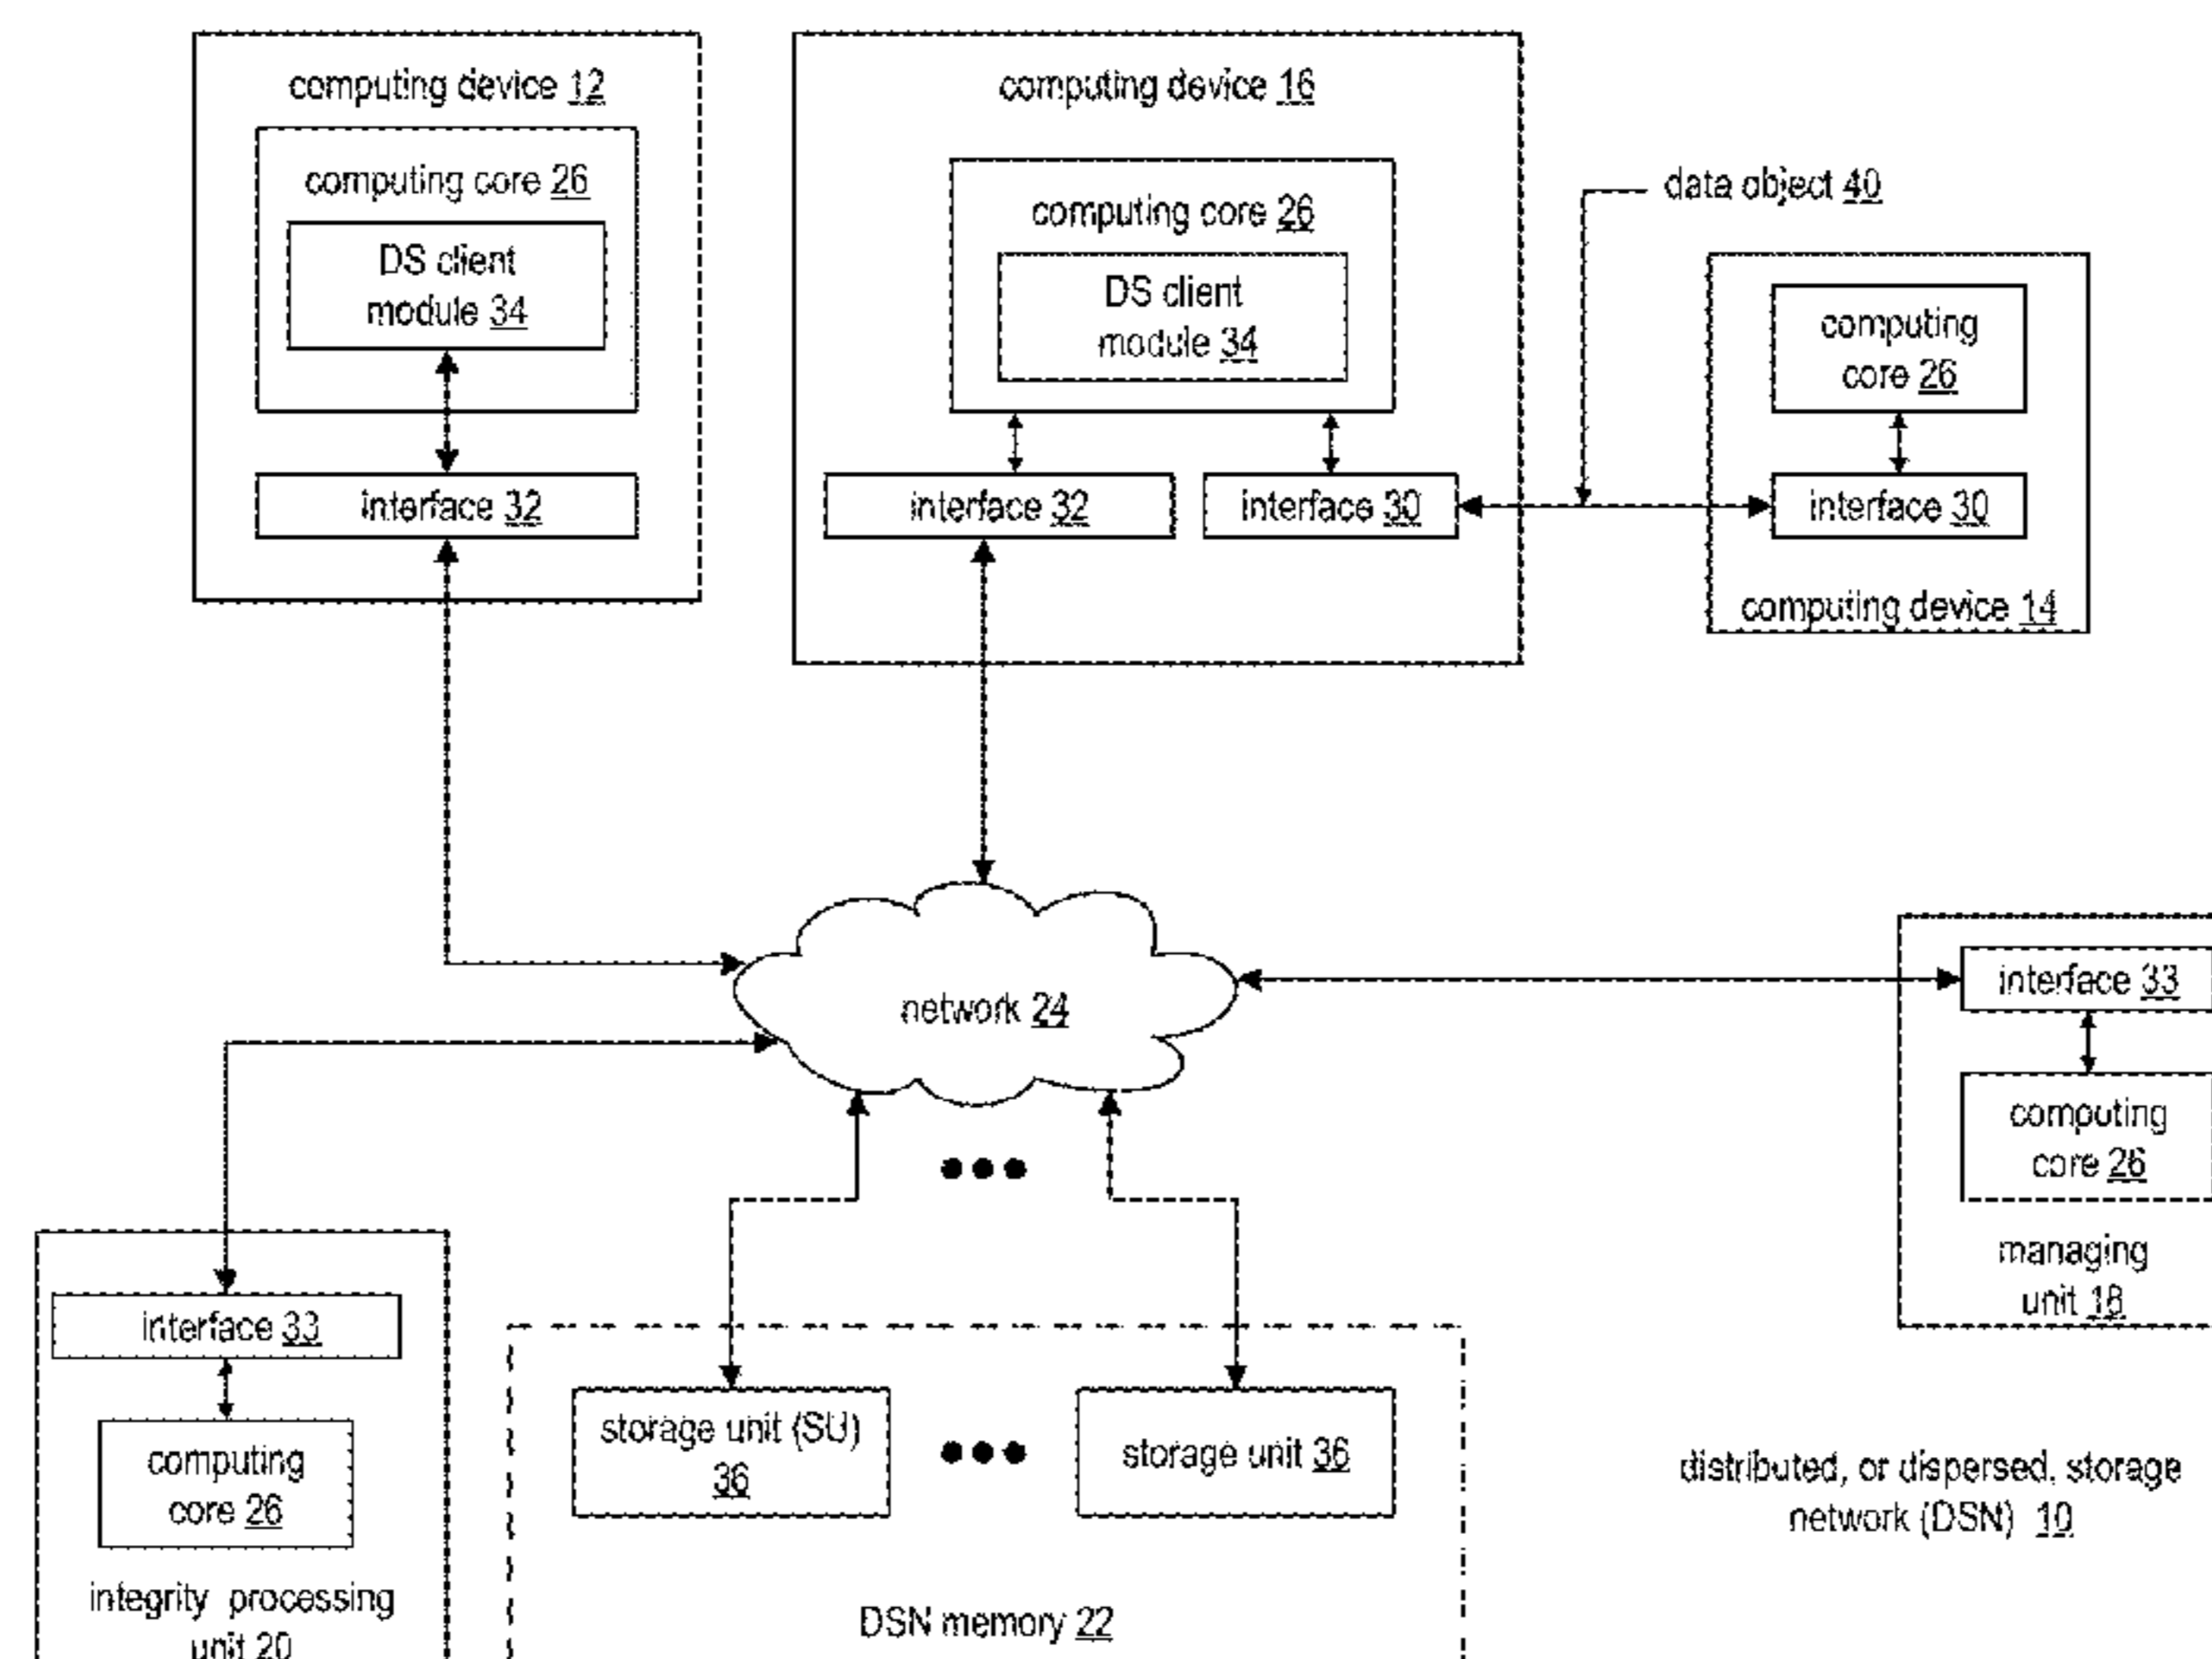 computing device 12
computing core 26
DS client
module 34
interface 32
computing device 16
computing core 26
DS client
module 34
interface 32
interface 30
data object 40
computing
core 26
interface 30
computing device 14
network 24
interface 33
computing
core 26
managing
unit 18
interface 33
computing
core 26
integrity processing
unit 20
storage unit (SU)
36
storage unit 36
DSN memory 22
distributed, or dispersed, storage
network (DSN) 10